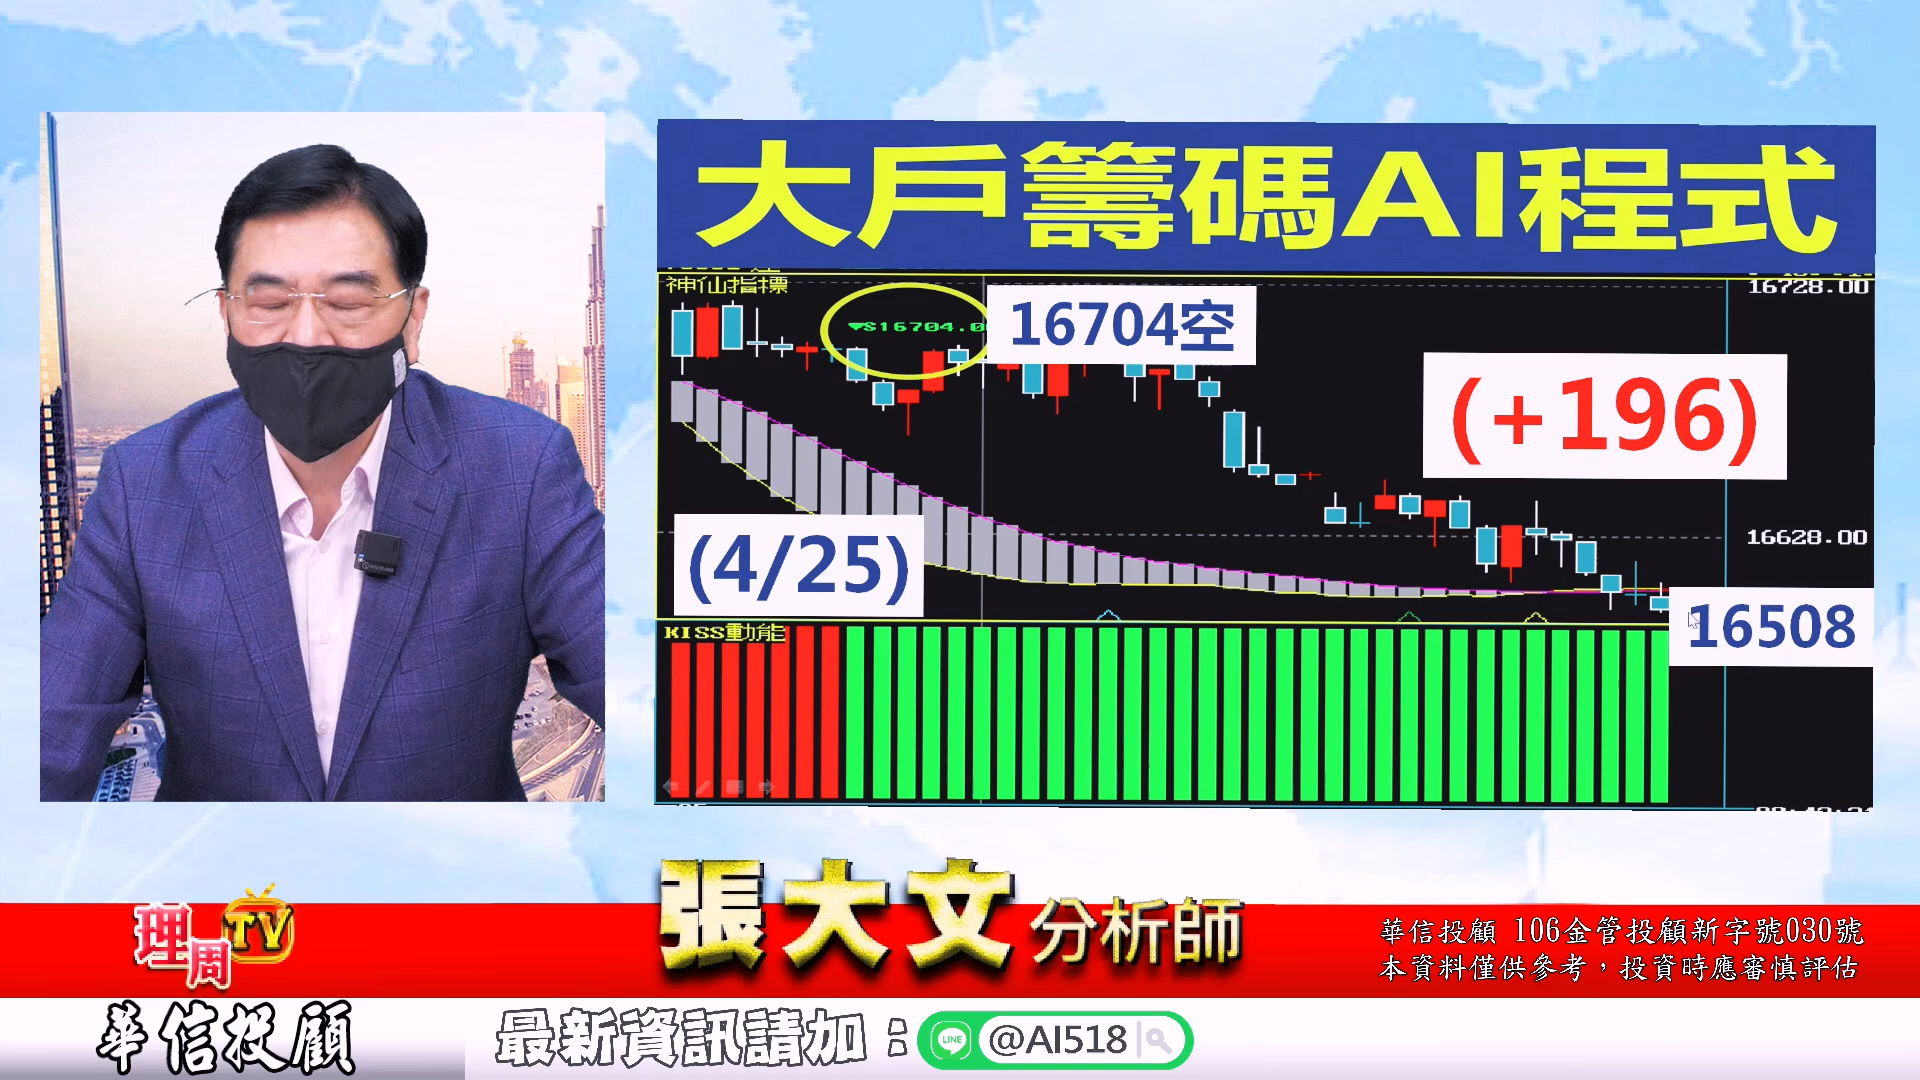 大戶籌碼AI程式
神仙指標
16728.00
▼S16704.0
16704空
(+196)
16628.00
(4/25)
16508
KISS動能
張大文分析師
理周TV
華信投顧 106金管投顧新字號030號
本資料僅供參考，投資時應審慎評估
華信投顧
最新資訊請加：
LINE
@AI518